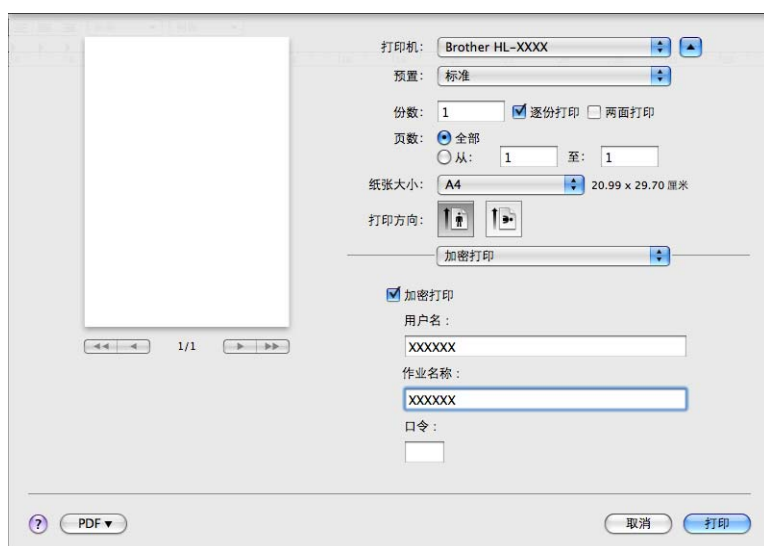 打印机: Brother HL-XXXX
预置: 标准
份数: 1 逐份打印 两面打印
页数: 全部
从: 1 至: 1
纸张大小: A4 20.99 x 29.70 厘米
打印方向:
加密打印
加密打印
用户名:
XXXXXX
1/1
作业名称:
XXXXXX
口令:
? PDF▼ 取消 打印